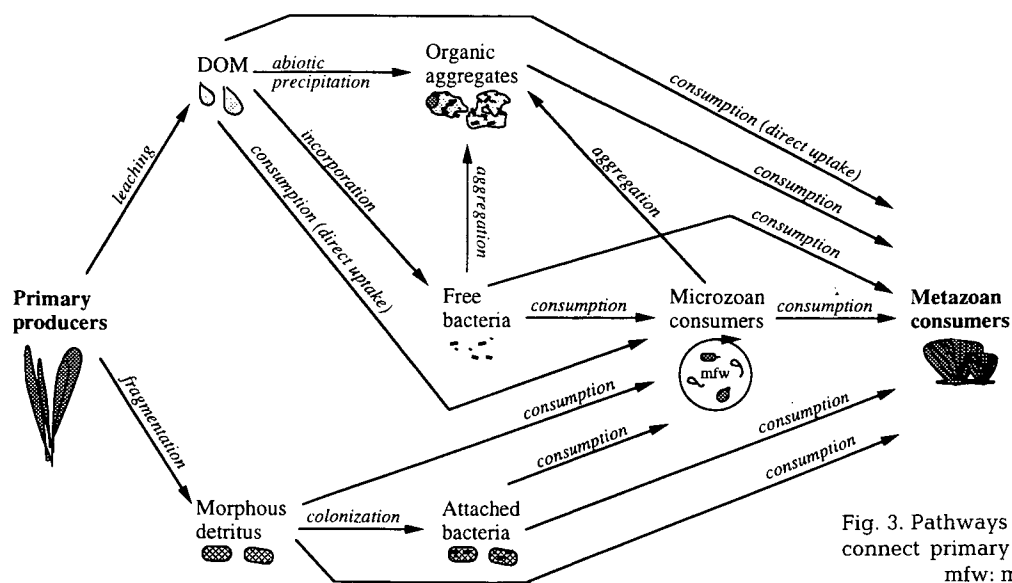 DOM
abiotic
precipitation
Organic
aggregates
consumption (direct uptake)
consumption
consumption
leaching
incorporation
consumption (direct uptake)
aggregation
aggregation
Primary
producers
Free
bacteria
consumption
Microzoan
consumers
mfw
consumption
Metazoan
consumers
fragmentation
consumption
consumption
consumption
consumption
Morphous
detritus
colonization
Attached
bacteria
Fig. 3. Pathways
connect primary
mfw: m